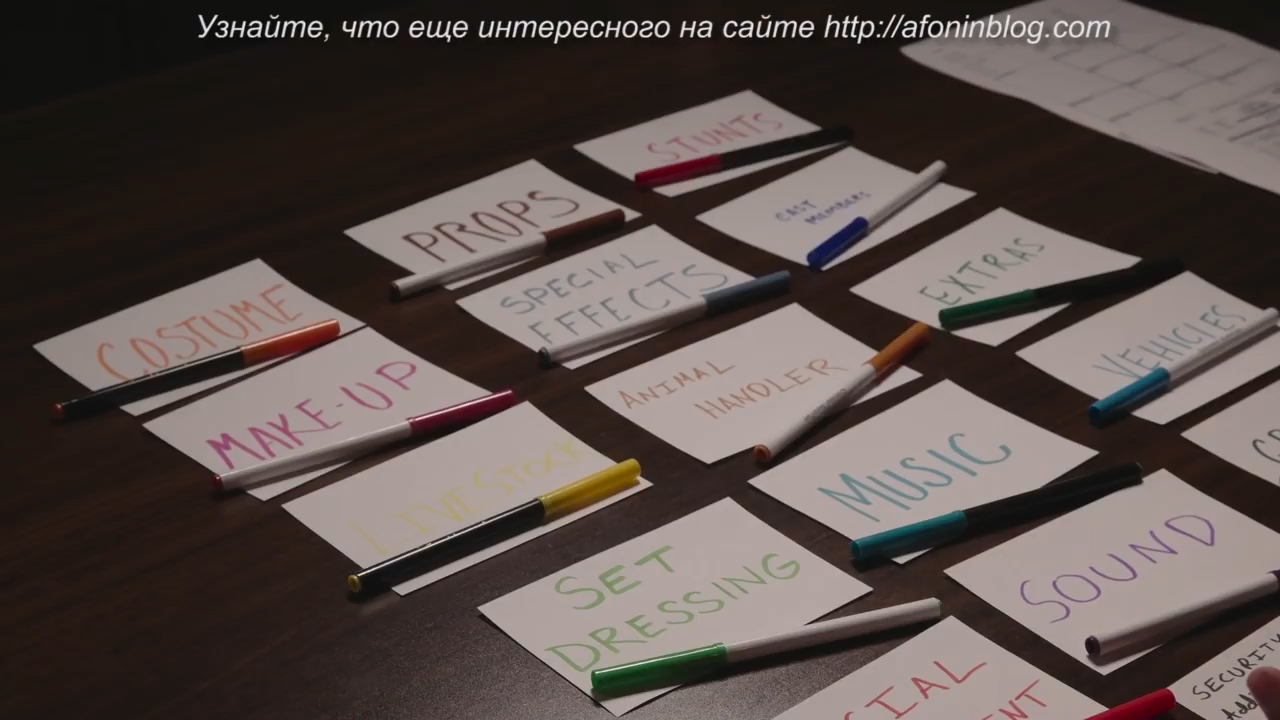 Узнайте, что еще интересного на сайте http://afoninblog.com
STUNTS
PROPS
CAST
MEMBERS
SPECIAL
EFFECTS
EXTRAS
COSTUME
VEHICLES
MAKE-UP
ANIMAL
HANDLER
LIVESTOCK
MUSIC
SET
DRESSING
SOUND
SECURITY